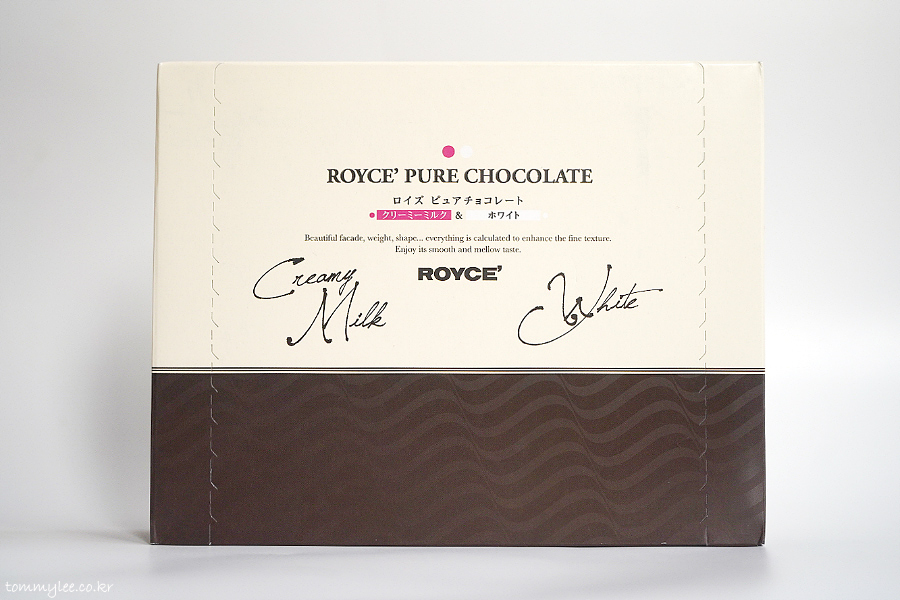 ROYCE' PURE CHOCOLATE
ロイズ ピュアチョコレート
クリーミーミルク & ホワイト
Beautiful facade, weight, shape... everything is calculated to enhance the fine texture.
Enjoy its smooth and mellow taste.
ROYCE'
Creamy
Milk
White
tommylee.co.kr